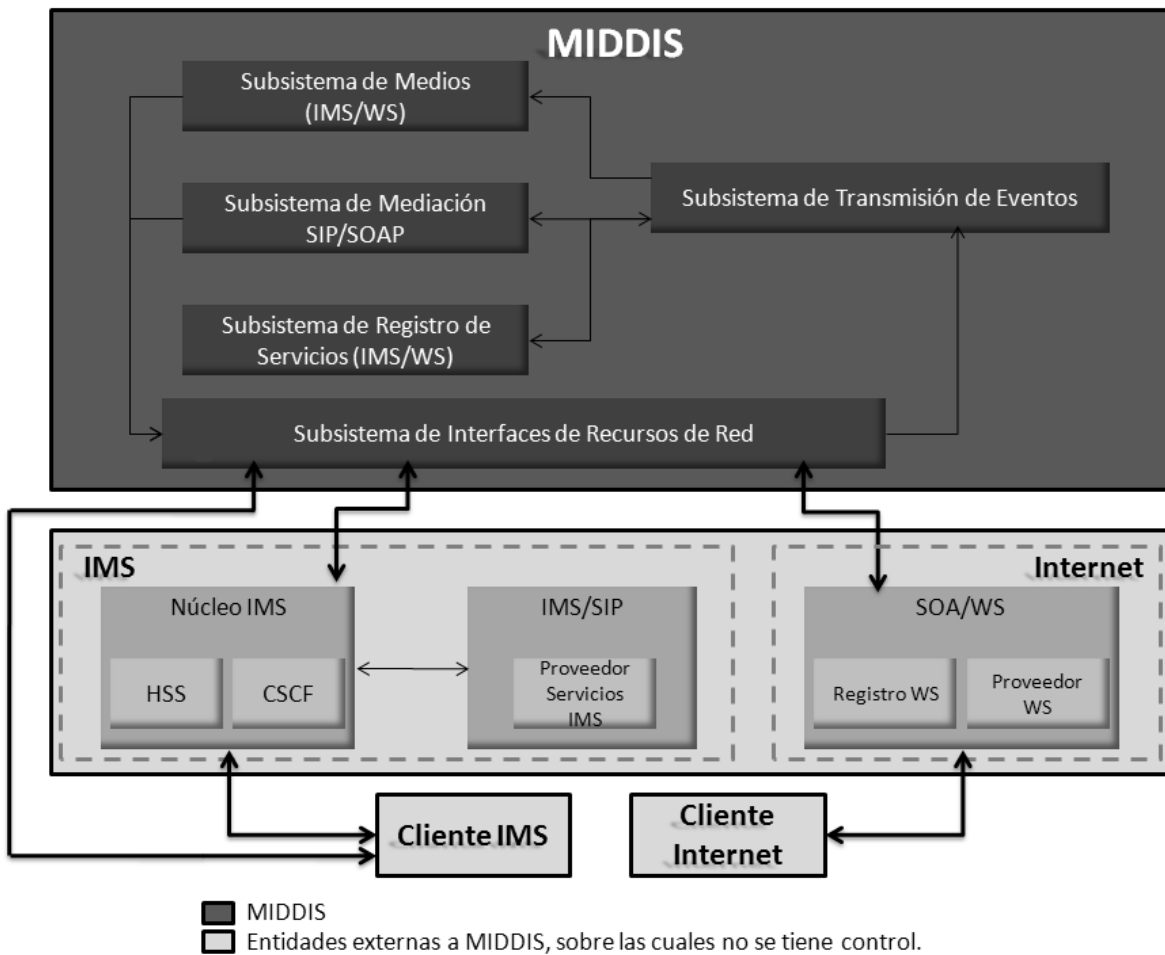 MIDDIS
Subsistema de Medios
(IMS/WS)
Subsistema de Mediación
SIP/SOAP
Subsistema de Transmisión de Eventos
Subsistema de Registro de
Servicios (IMS/WS)
Subsistema de Interfaces de Recursos de Red
IMS
Internet
Núcleo IMS
IMS/SIP
SOA/WS
HSS
CSCF
Proveedor
Servicios
IMS
Registro WS
Proveedor
WS
Cliente IMS
Cliente
Internet
MIDDIS
Entidades externas a MIDDIS, sobre las cuales no se tiene control.